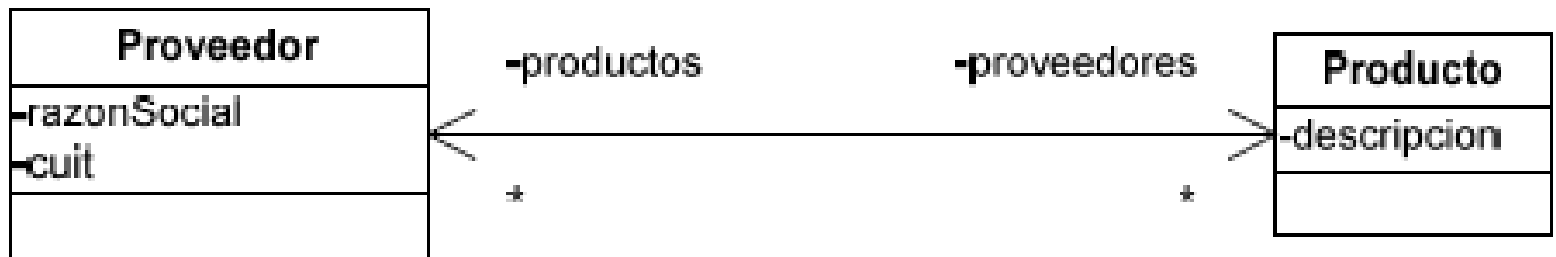 Proveedor
-razonSocial
-cuit
-productos
*
-proveedores
*
Producto
-descripcion